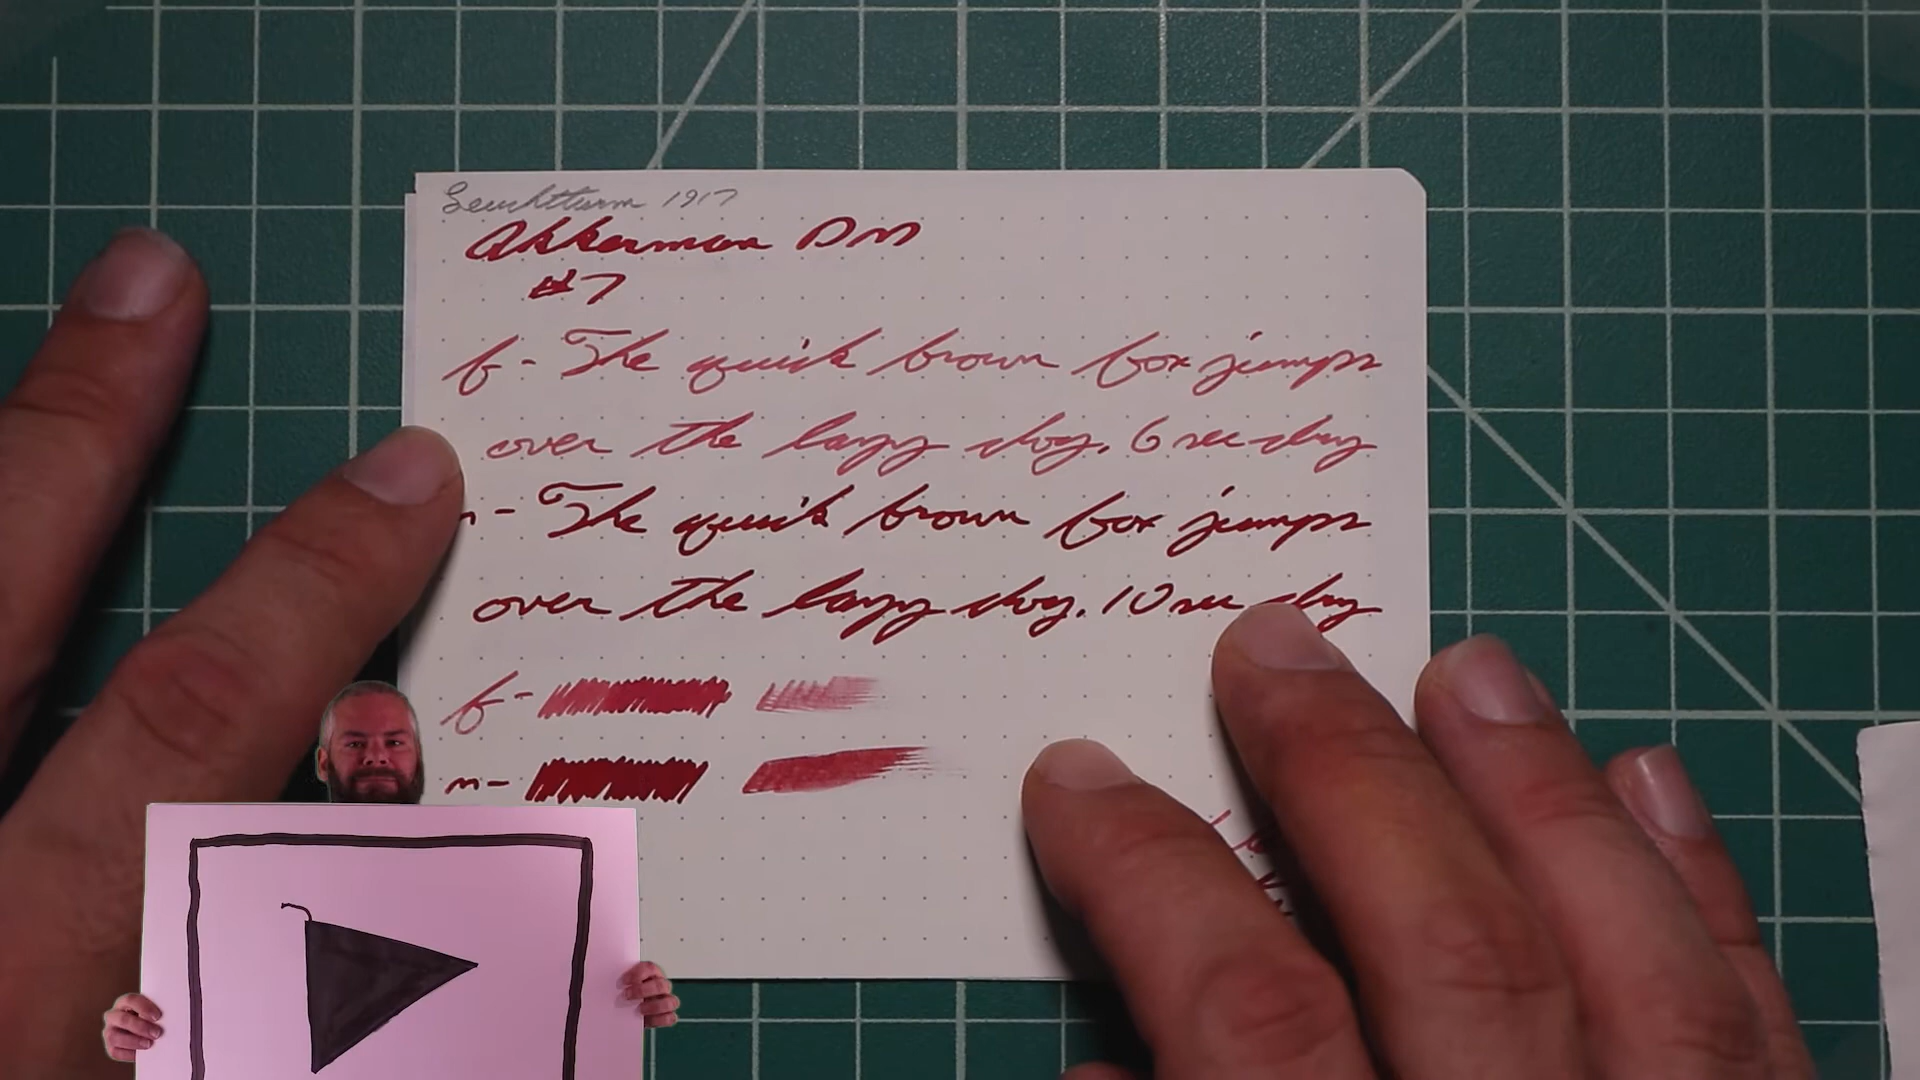 Leuchtturm 1917
Akkerman DM
#7
f - The quick brown fox jumps
over the lazy dog. 6 sec dry
- The quick brown fox jumps
over the lazy dog. 10 sec dry
f -
m -